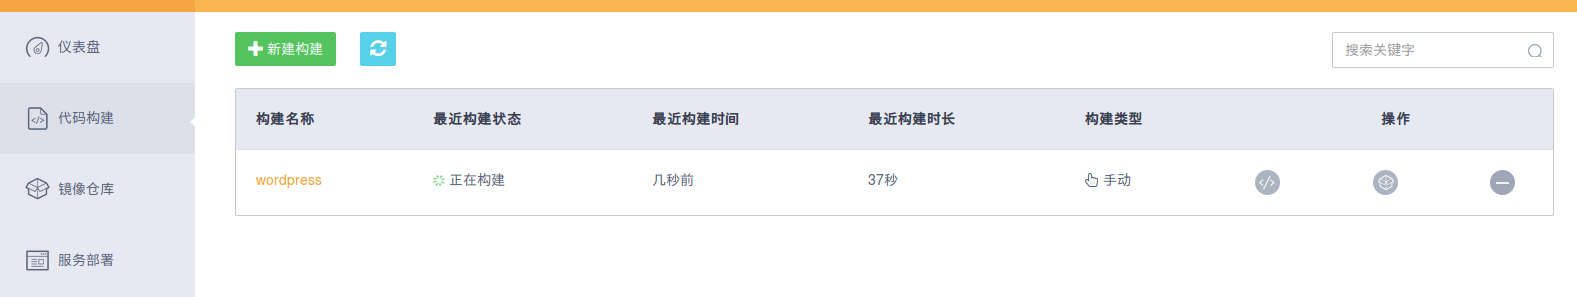 仪表盘
代码构建
镜像仓库
服务部署
新建构建
搜索关键字
构建名称 最近构建状态 最近构建时间 最近构建时长 构建类型 操作
wordpress 正在构建 几秒前 37秒 手动